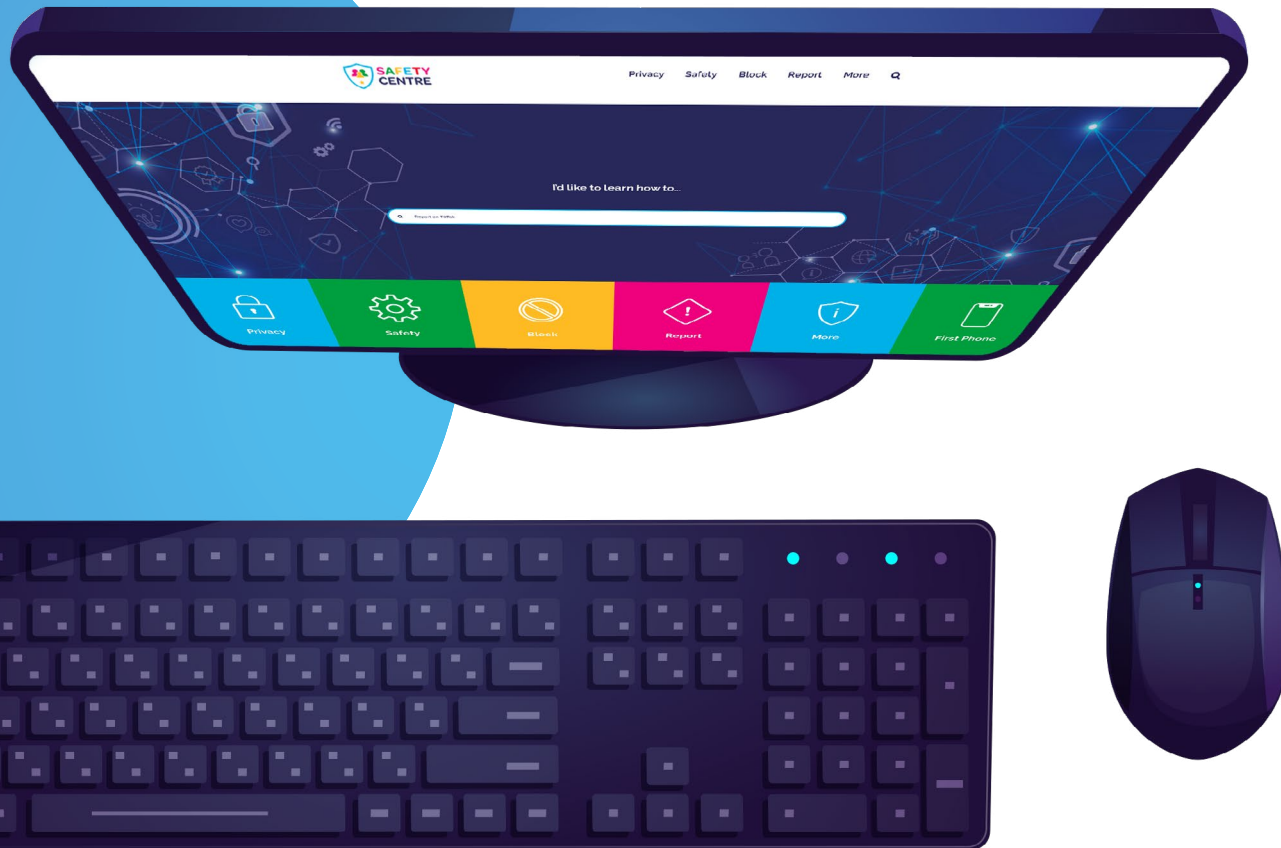 SAFETY
CENTRE
Privacy Safety Block Report More
I'd like to learn how to...
Privacy
Safety
Block
Report
More
First Phone